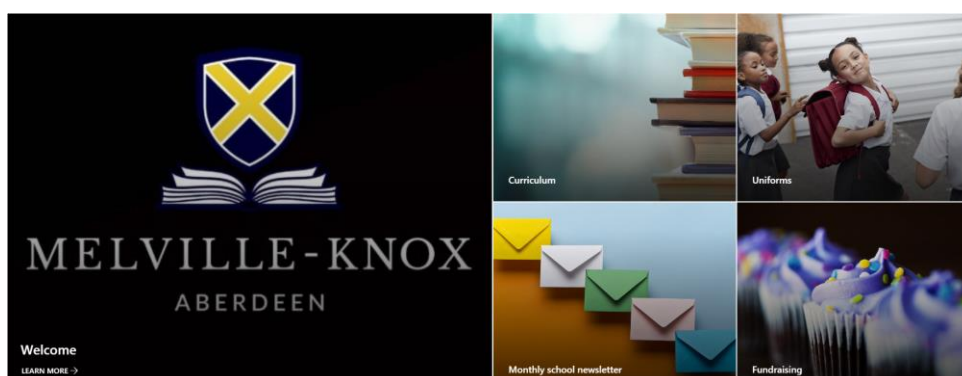 MELVILLE-KNOX
ABERDEEN
Welcome
LEARN MORE →
Curriculum
Uniforms
Monthly school newsletter
Fundraising